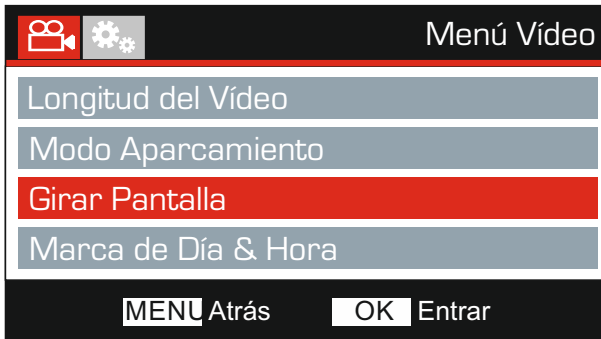 Menú Vídeo
Longitud del Vídeo
Modo Aparcamiento
Girar Pantalla
Marca de Día & Hora
MENU Atrás OK Entrar